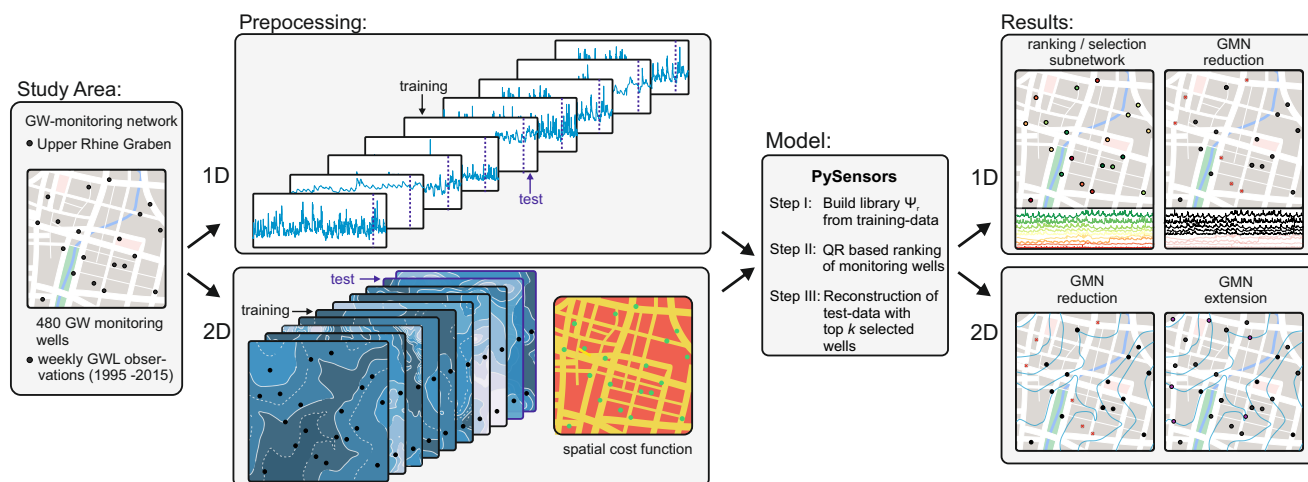 Study Area:
GW-monitoring network
Upper Rhine Graben
480 GW monitoring
wells
weekly GWL obser-
vations (1995 -2015)
Prepocessing:
1D
training
test
2D
test
training
spatial cost function
Model:
PySensors
Step I: Build library Ψr
from training-data
Step II: QR based ranking
of monitoring wells
Step III: Reconstruction of
test-data with
top k selected
wells
Results:
1D
ranking / selection
subnetwork
GMN
reduction
2D
GMN
reduction
GMN
extension